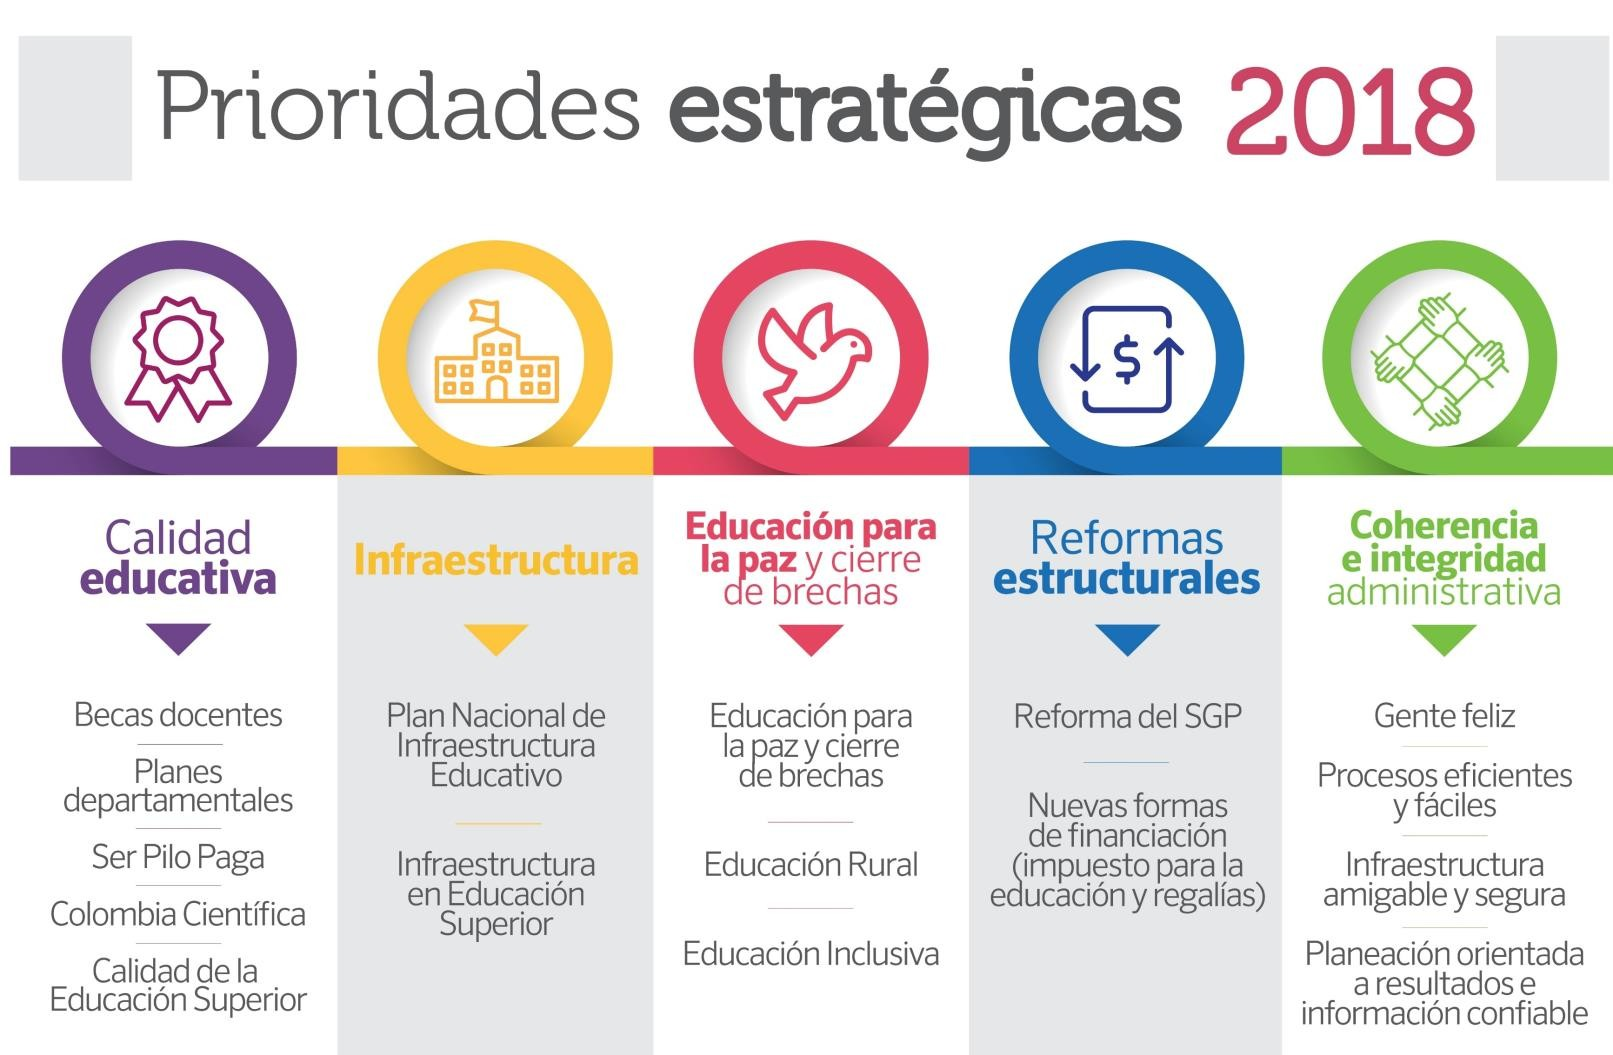 Prioridades estratégicas 2018
Calidad
educativa
Becas docentes
Planes
departamentales
Ser Pilo Paga
Colombia Científica
Calidad de la
Educación Superior
Infraestructura
Plan Nacional de
Infraestructura
Educativo
Infraestructura
en Educación
Superior
Educación para
la paz y cierre
de brechas
Educación para
la paz y cierre
de brechas
Educación Rural
Educación Inclusiva
$
Reformas
estructurales
Reforma del SGP
Nuevas formas
de financiación
(impuesto para la
educación y regalías)
Coherencia
e integridad
administrativa
Gente feliz
Procesos eficientes
y fáciles
Infraestructura
amigable y segura
Planeación orientada
a resultados e
información confiable